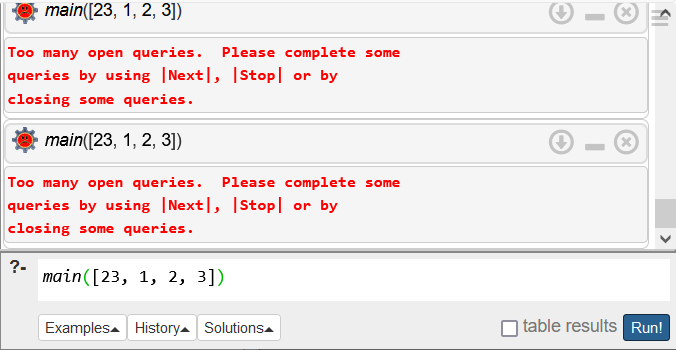 main([23, 1, 2, 3])
Too many open queries.  Please complete some
queries by using |Next|, |Stop| or by
closing some queries.
main([23, 1, 2, 3])
Too many open queries.  Please complete some
queries by using |Next|, |Stop| or by
closing some queries.
?- main([23, 1, 2, 3])
Examples History Solutions table results Run!